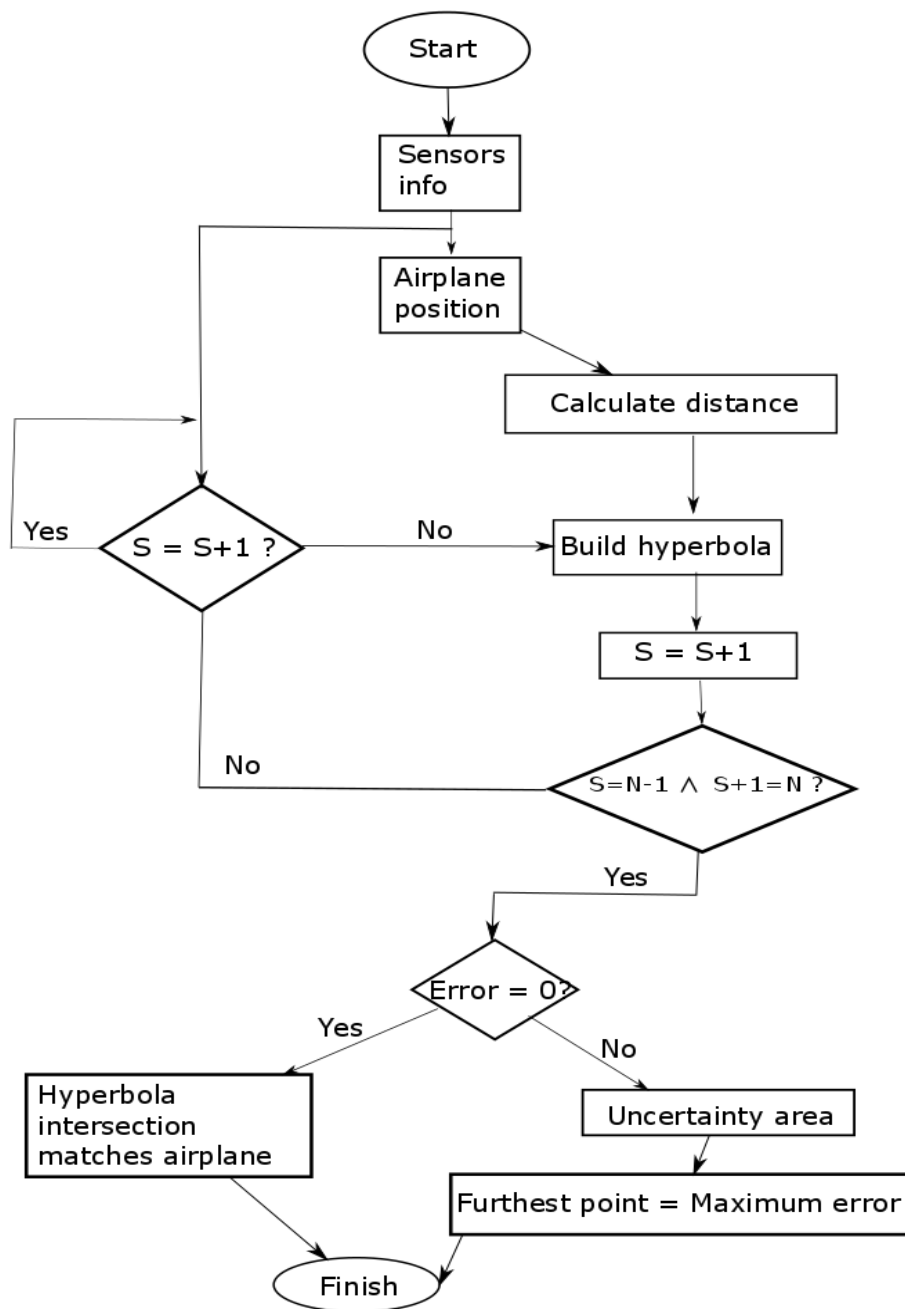 Start
Sensors
info
Airplane
position
Calculate distance
Yes
S = S+1 ?
No
Build hyperbola
S = S+1
No
S=N-1 ∧ S+1=N ?
Yes
Error = 0?
Yes
No
Hyperbola
intersection
matches airplane
Uncertainty area
Furthest point = Maximum error
Finish